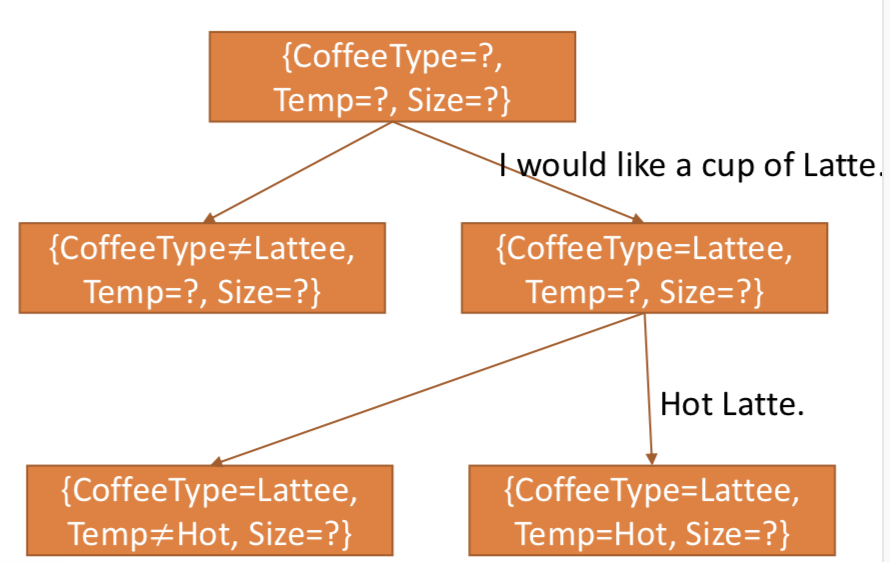 {CoffeeType=?,
Temp=?, Size=?}
I would like a cup of Latte.
{CoffeeType≠Lattee,
Temp=?, Size=?}
{CoffeeType=Lattee,
Temp=?, Size=?}
Hot Latte.
{CoffeeType=Lattee,
Temp≠Hot, Size=?}
{CoffeeType=Lattee,
Temp=Hot, Size=?}